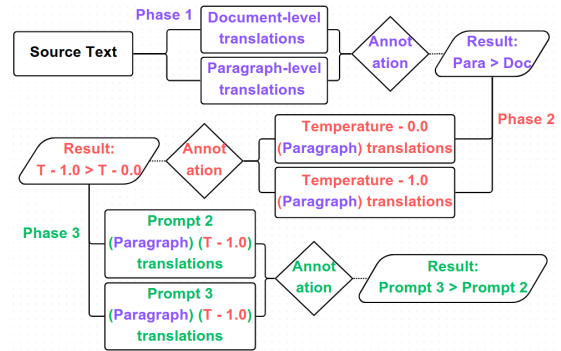 Phase 1
Source Text
Document-level
translations
Paragraph-level
translations
Annot
ation
Result:
Para > Doc
Phase 2
Temperature - 0.0
(Paragraph) translations
Temperature - 1.0
(Paragraph) translations
Annot
ation
Result:
T - 1.0 > T - 0.0
Phase 3
Prompt 2
(Paragraph) (T - 1.0)
translations
Prompt 3
(Paragraph) (T - 1.0)
translations
Annot
ation
Result:
Prompt 3 > Prompt 2